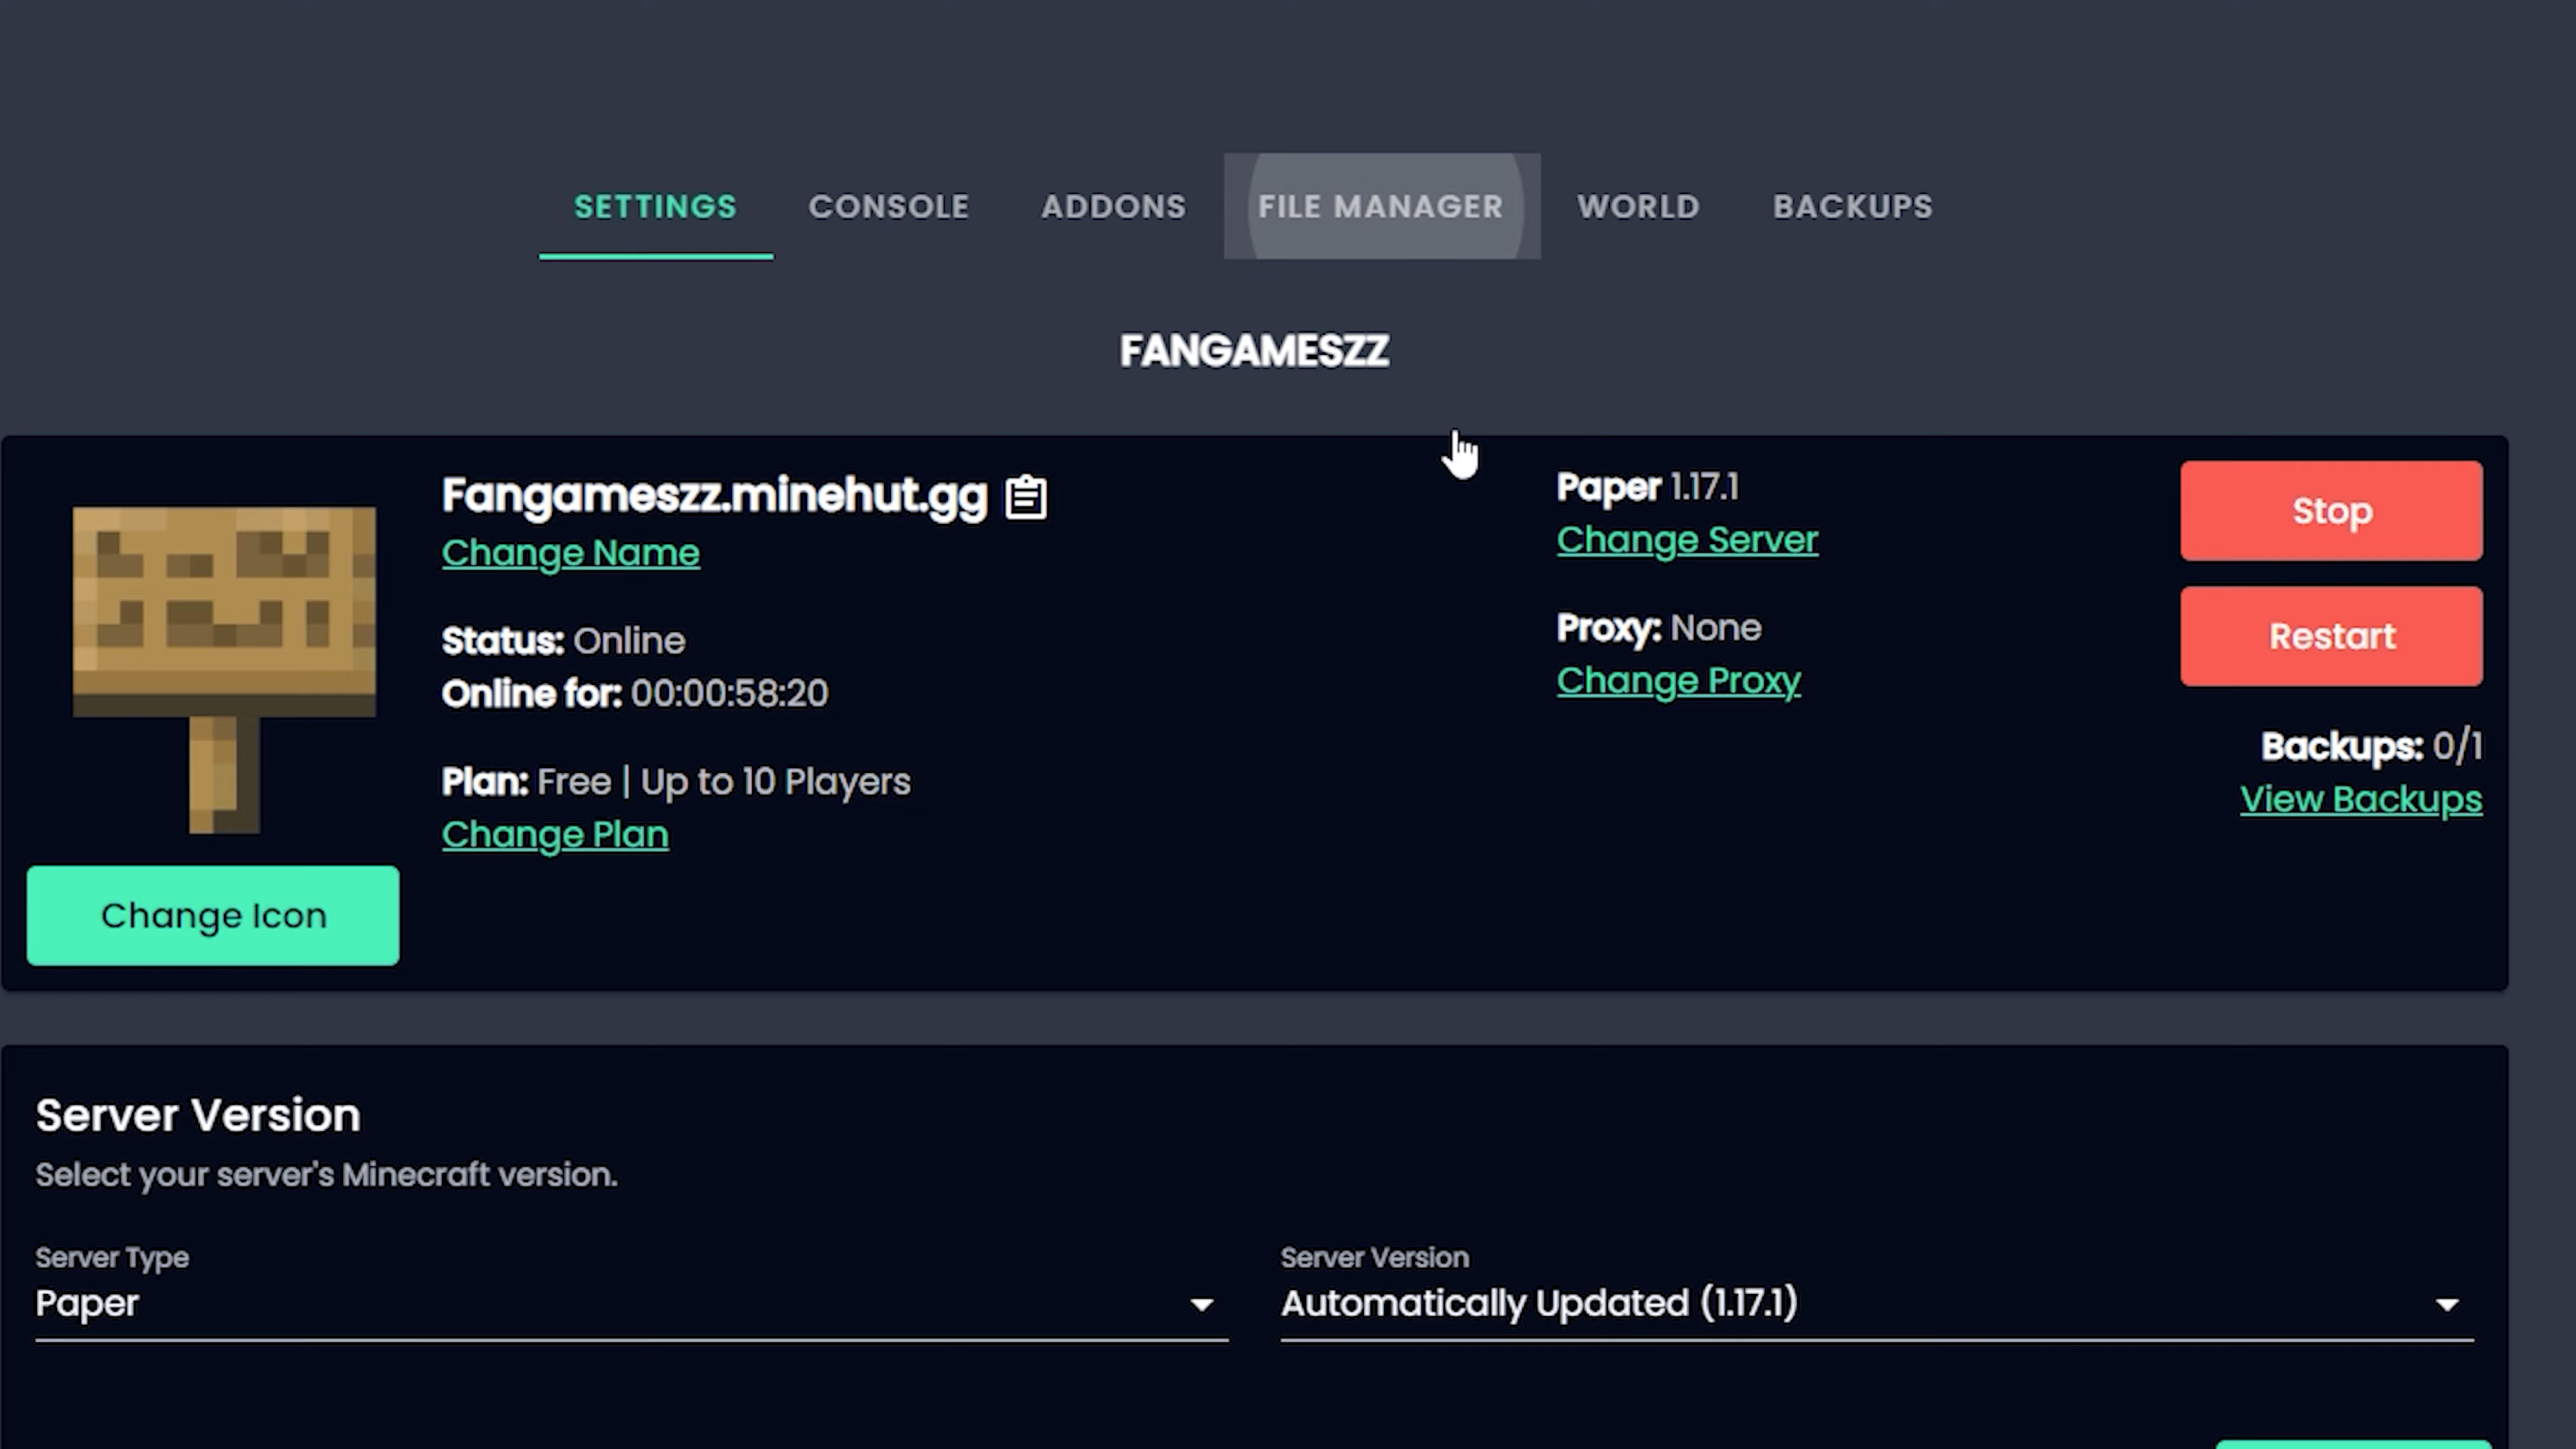 SETTINGS CONSOLE ADDONS FILE MANAGER WORLD BACKUPS
FANGAMESZZ
Fangameszz.minehut.gg
Change Name
Status: Online
Online for: 00:00:58:20
Plan: Free | Up to 10 Players
Change Plan
Change Icon
Paper 1.17.1
Change Server
Proxy: None
Change Proxy
Stop
Restart
Backups: 0/1
View Backups
Server Version
Select your server's Minecraft version.
Server Type
Paper
Server Version
Automatically Updated (1.17.1)